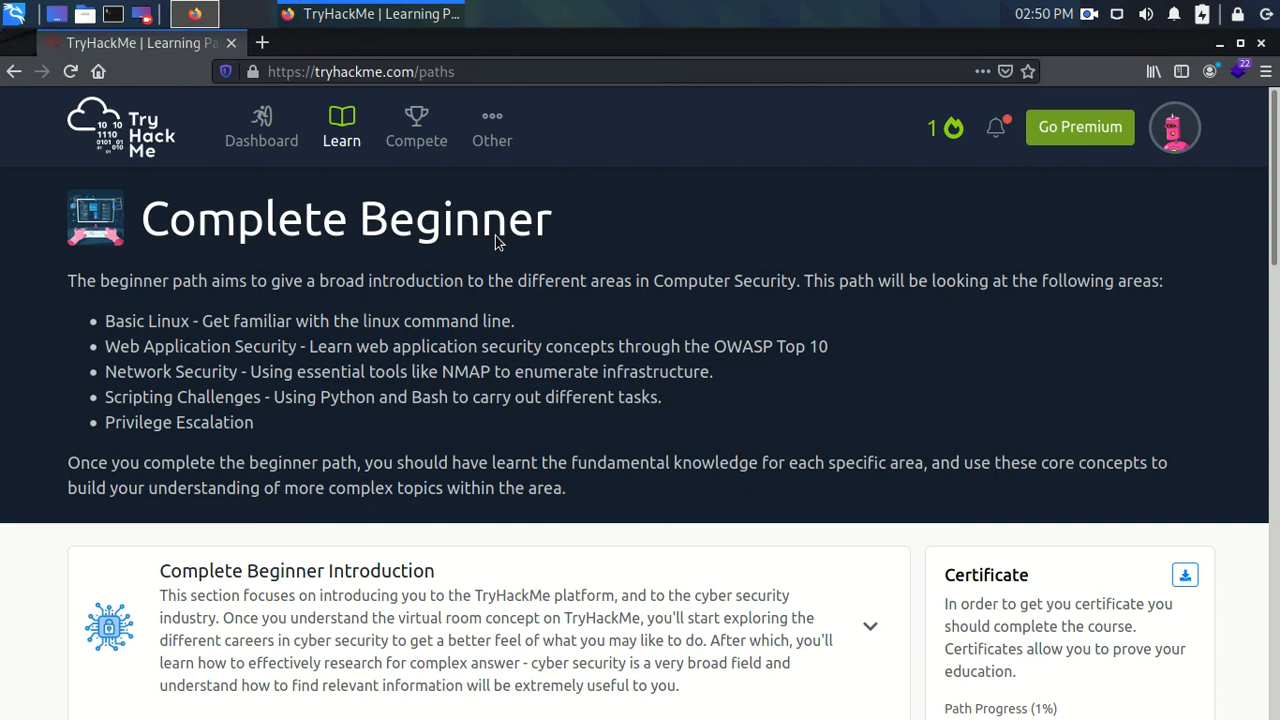 TryHackMe | Learning P...
02:50 PM
TryHackMe | Learning Pa
https://tryhackme.com/paths
22
Try
Hack
Me
10 10
1110
0101 01
010
Dashboard
Learn
Compete
Other
1
Go Premium
Complete Beginner
The beginner path aims to give a broad introduction to the different areas in Computer Security. This path will be looking at the following areas:
• Basic Linux - Get familiar with the linux command line.
• Web Application Security - Learn web application security concepts through the OWASP Top 10
• Network Security - Using essential tools like NMAP to enumerate infrastructure.
• Scripting Challenges - Using Python and Bash to carry out different tasks.
• Privilege Escalation
Once you complete the beginner path, you should have learnt the fundamental knowledge for each specific area, and use these core concepts to
build your understanding of more complex topics within the area.
Complete Beginner Introduction
This section focuses on introducing you to the TryHackMe platform, and to the cyber security
industry. Once you understand the virtual room concept on TryHackMe, you'll start exploring the
different careers in cyber security to get a better feel of what you may like to do. After which, you'll
learn how to effectively research for complex answer - cyber security is a very broad field and
understand how to find relevant information will be extremely useful to you.
Certificate
In order to get you certificate you
should complete the course.
Certificates allow you to prove your
education.
Path Progress (1%)